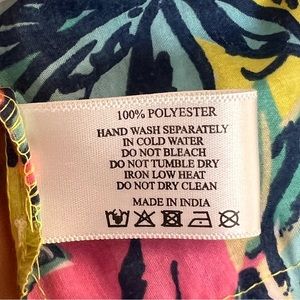 100% POLYESTER
HAND WASH SEPARATELY
IN COLD WATER
DO NOT BLEACH
DO NOT TUMBLE DRY
IRON LOW HEAT
DO NOT DRY CLEAN
MADE IN INDIA